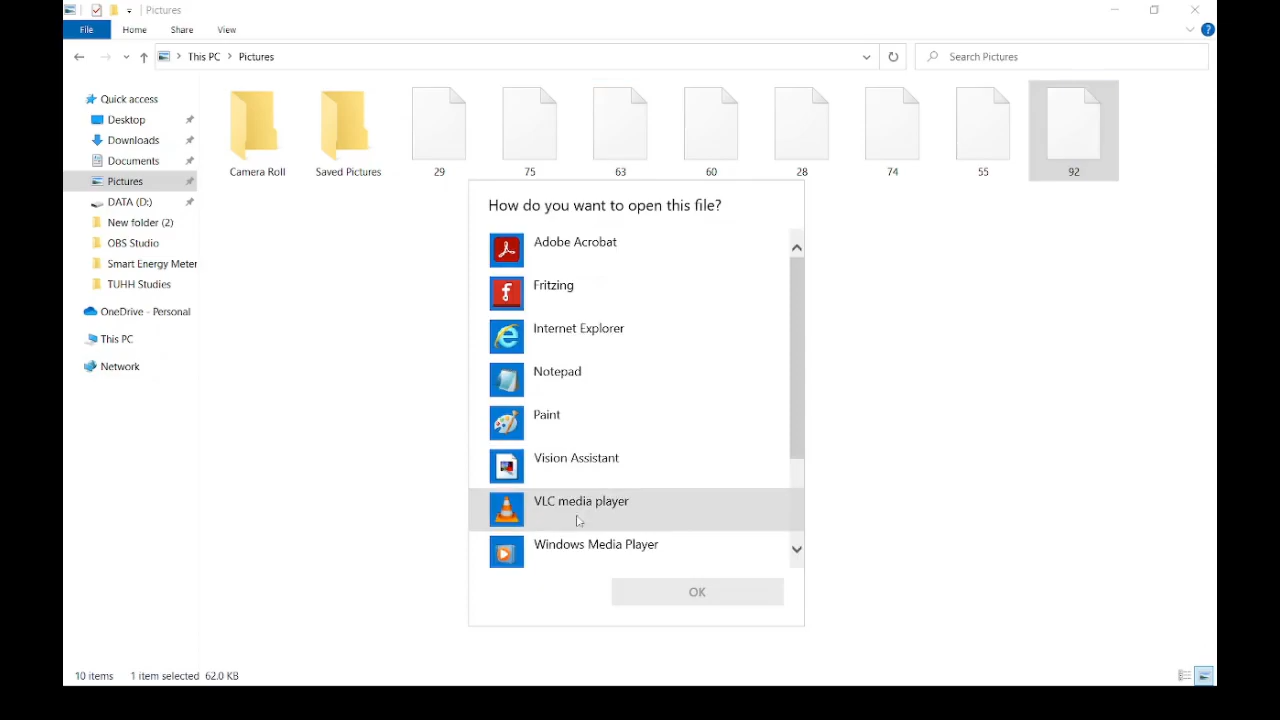 Pictures
File Home Share View
This PC > Pictures
Search Pictures
Quick access
Desktop
Downloads
Documents
Pictures
DATA (D:)
New folder (2)
OBS Studio
Smart Energy Meter
TUHH Studies
OneDrive - Personal
This PC
Network
Camera Roll Saved Pictures 29 75 63 60 28 74 55 92
How do you want to open this file?
Adobe Acrobat
Fritzing
Internet Explorer
Notepad
Paint
Vision Assistant
VLC media player
Windows Media Player
OK
10 items 1 item selected 62.0 KB